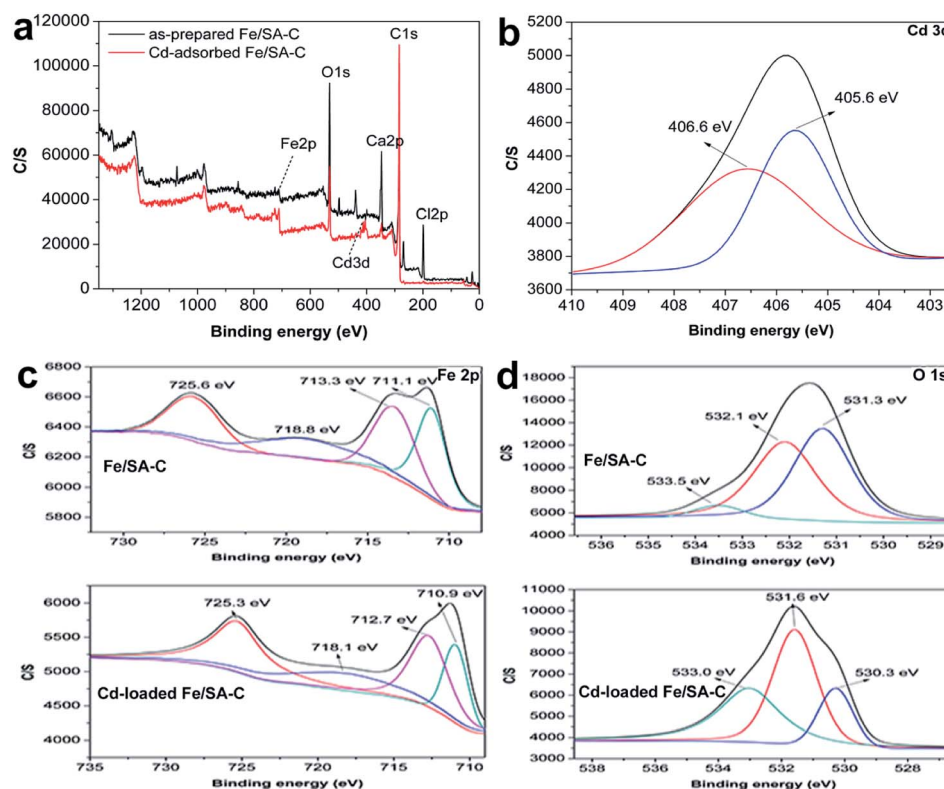 a
as-prepared Fe/SA-C
Cd-adsorbed Fe/SA-C
C1s
O1s
Ca2p
Fe2p
Cl2p
Cd3d
120000
100000
80000
60000
40000
20000
0
C/S
1200 1000 800 600 400 200 0
Binding energy (eV)
b
Cd 3d
406.6 eV
405.6 eV
5200
5000
4800
4600
4400
4200
4000
3800
3600
C/S
410 409 408 407 406 405 404 403
Binding energy (eV)
c
Fe 2p
725.6 eV
713.3 eV
711.1 eV
718.8 eV
Fe/SA-C
6800
6600
6400
6200
6000
5800
C/S
730 725 720 715 710
Binding energy (eV)
725.3 eV
710.9 eV
712.7 eV
718.1 eV
Cd-loaded Fe/SA-C
6000
5500
5000
4500
4000
C/S
735 730 725 720 715 710
Binding energy (eV)
d
O 1s
532.1 eV
531.3 eV
533.5 eV
Fe/SA-C
18000
16000
14000
12000
10000
8000
6000
4000
C/S
536 535 534 533 532 531 530 529
Binding energy (eV)
531.6 eV
533.0 eV
530.3 eV
Cd-loaded Fe/SA-C
11000
10000
9000
8000
7000
6000
5000
4000
3000
C/S
538 536 534 532 530 528
Binding energy (eV)